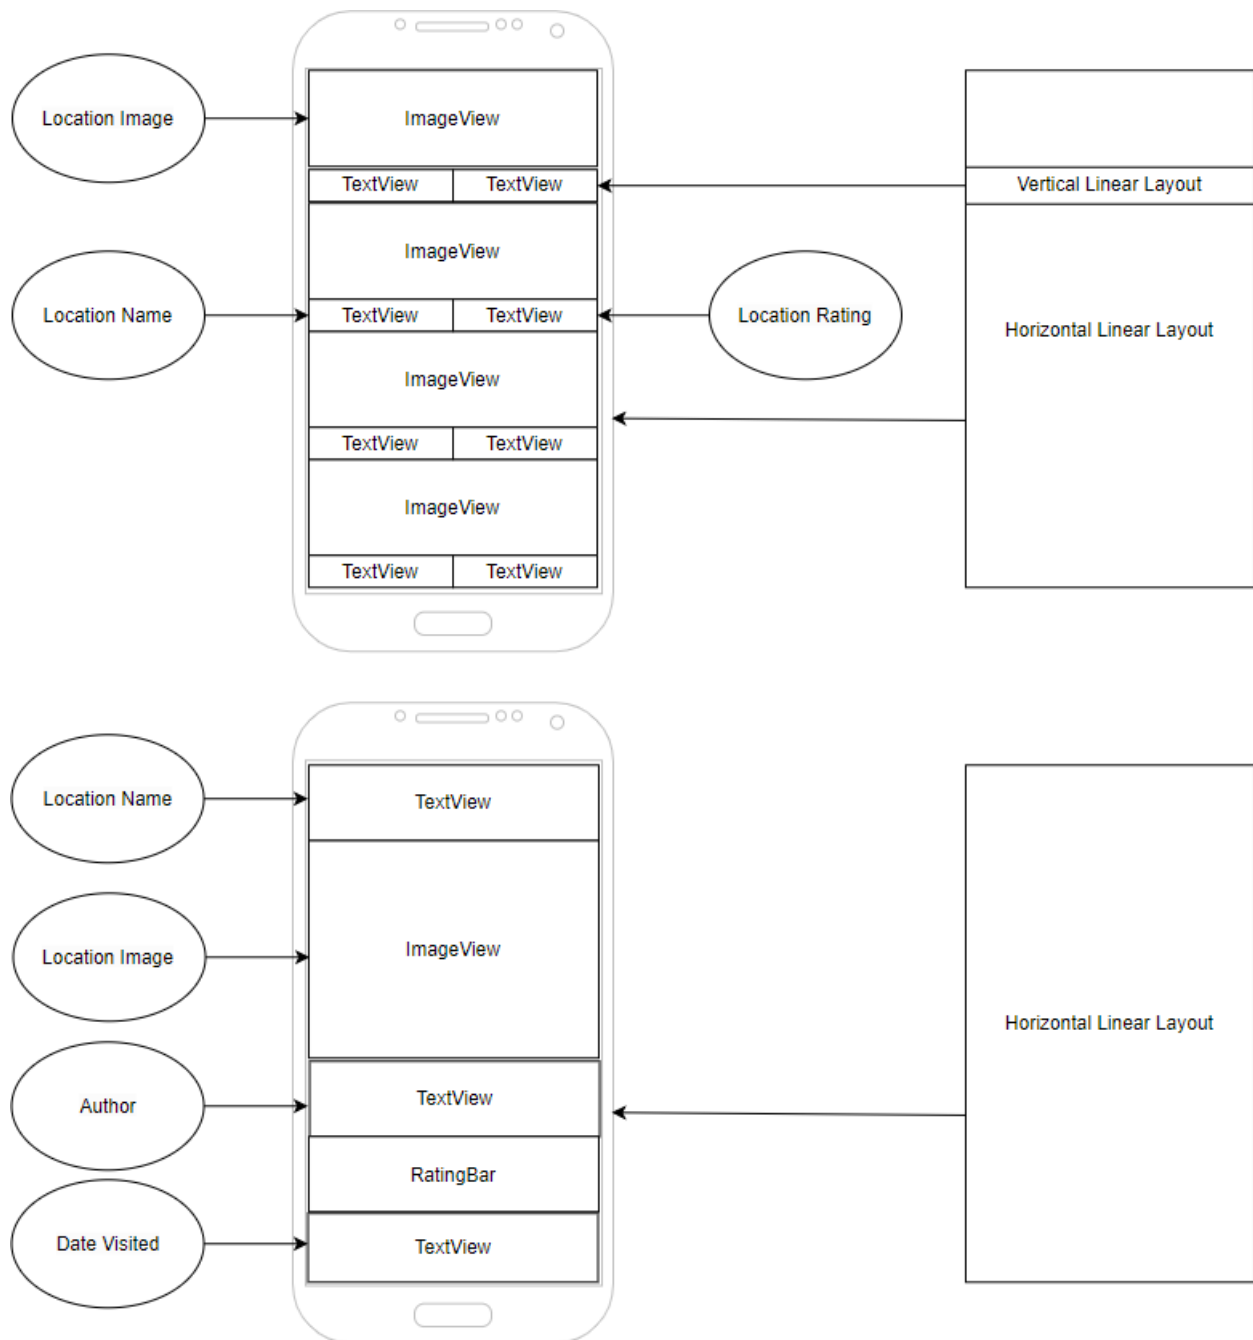 Location Image
ImageView
TextView TextView
Vertical Linear Layout
ImageView
Location Name
TextView TextView
Location Rating
Horizontal Linear Layout
ImageView
TextView TextView
ImageView
TextView TextView
Location Name
TextView
Location Image
ImageView
Horizontal Linear Layout
Author
TextView
RatingBar
Date Visited
TextView